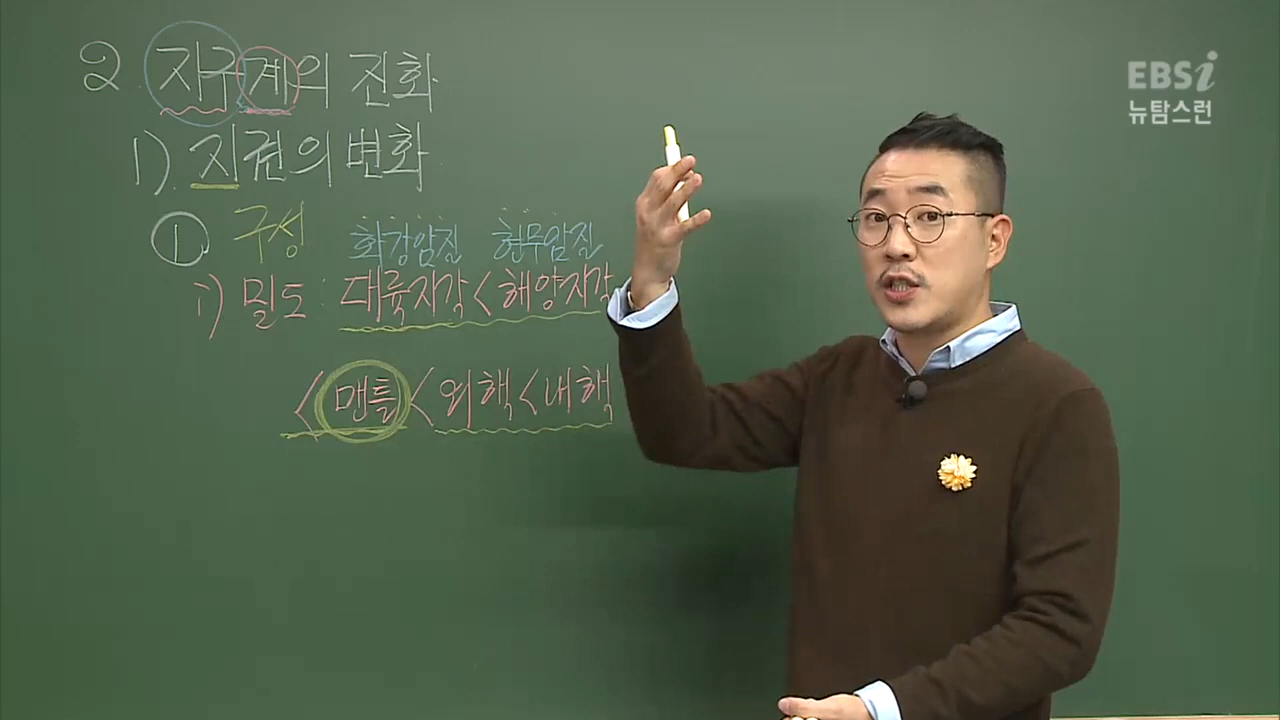 2. 지구계의 진화
1). 지권의 변화
① 구성 화강암질 현무암질
i) 밀도 : 대륙지각 < 해양지각
< 맨틀 < 외핵 < 내핵
EBSi
뉴탐스런